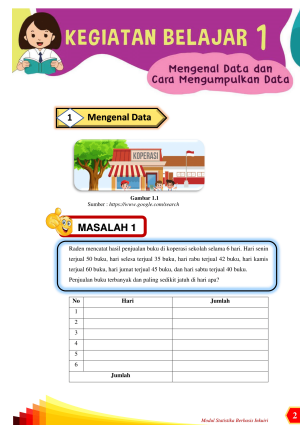 KEGIATAN BELAJAR 1
Mengenal Data dan
Cara Mengumpulkan Data
1 Mengenal Data
KOPERASI
Gambar 1.1
Sumber : https://www.google.com/search
MASALAH 1
Raden mencatat hasil penjualan buku di koperasi sekolah selama 6 hari. Hari senin
terjual 50 buku, hari selasa terjual 35 buku, hari rabu terjual 42 buku, hari kamis
terjual 60 buku, hari jumat terjual 45 buku, dan hari sabtu terjual 40 buku.
Penjualan buku terbanyak dan paling sedikit jatuh di hari apa?
No Hari Jumlah
1
2
3
4
5
6
Jumlah
Modul Statistika Berbasis Inkuiri
2